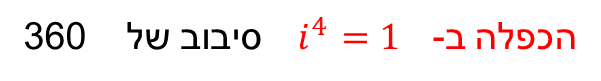 הכפלה ב- i⁴ = 1 סיבוב של 360